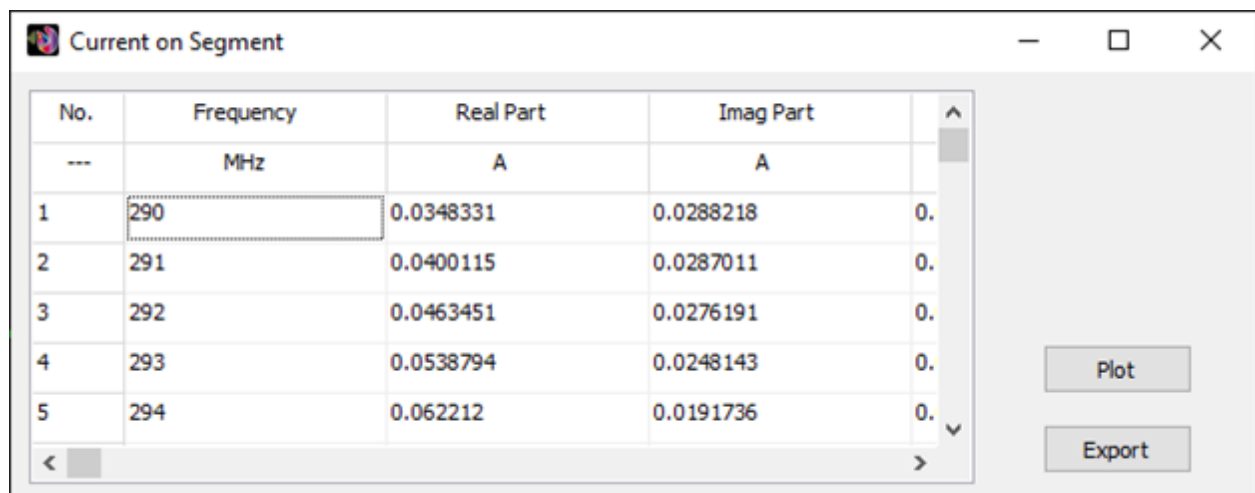 Current on Segment
No. Frequency Real Part Imag Part
--- MHz A A
1 290 0.0348331 0.0288218 0.
2 291 0.0400115 0.0287011 0.
3 292 0.0463451 0.0276191 0.
4 293 0.0538794 0.0248143 0.
5 294 0.062212 0.0191736 0.
Plot
Export